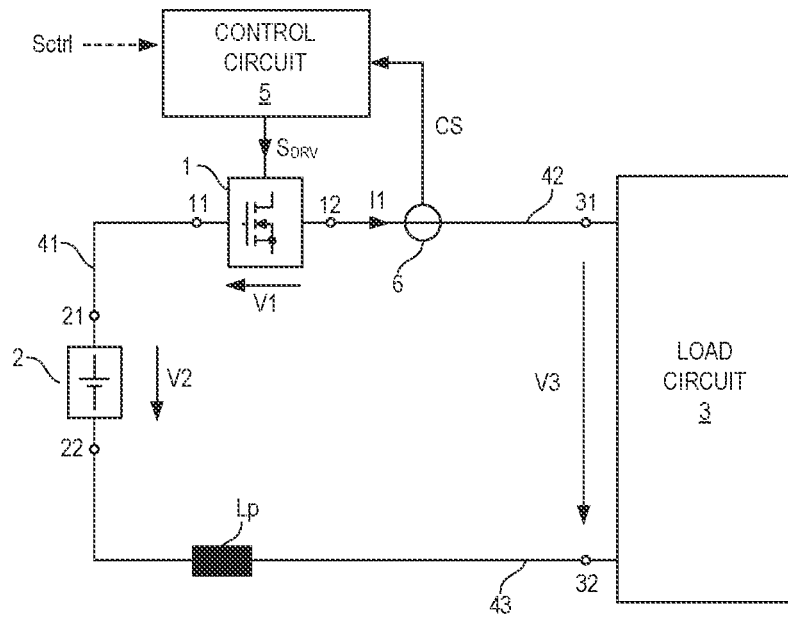 CONTROL
CIRCUIT
5
Sctrl
CS
SDRV
1
11
12
I1
42
31
41
6
V1
21
2
V2
V3
LOAD
CIRCUIT
3
22
Lp
43
32